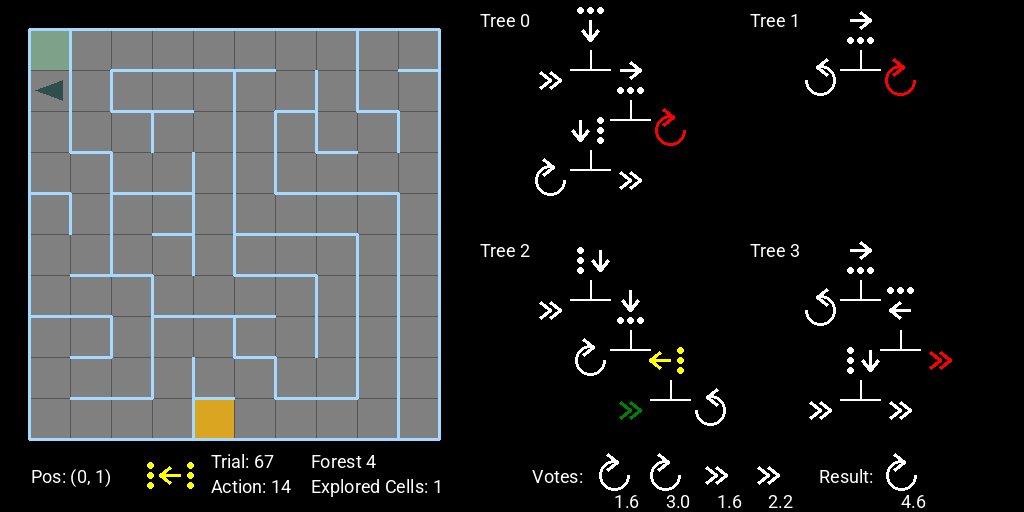 Tree 0
Tree 1
Tree 2
Tree 3
Pos: (0, 1)
Trial: 67
Forest 4
Action: 14
Explored Cells: 1
Votes:
1.6
3.0
1.6
2.2
Result:
4.6